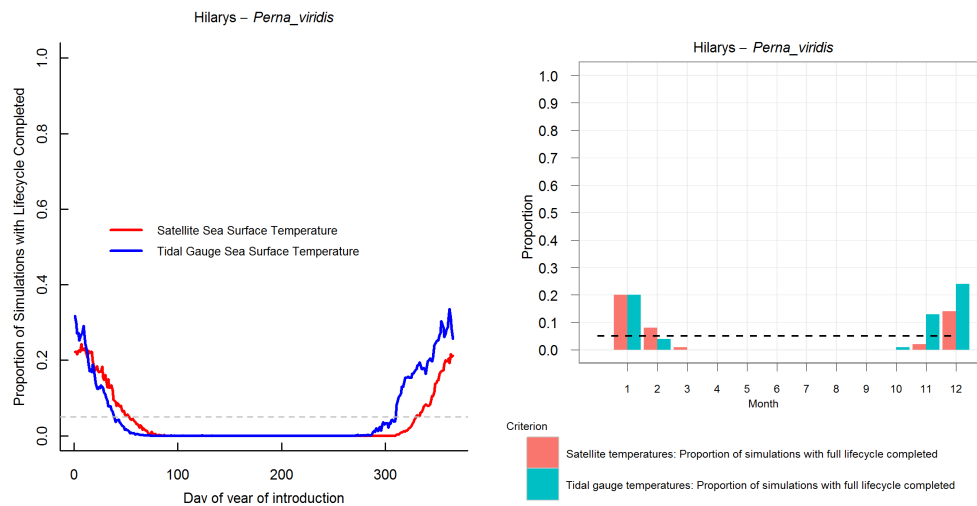 Hilarys – Perna_viridis
Proportion of Simulations with Lifecycle Completed
1.0
0.8
0.6
0.4
0.2
0.0
Satellite Sea Surface Temperature
Tidal Gauge Sea Surface Temperature
0 100 200 300
Day of year of introduction
Hilarys – Perna_viridis
Proportion
1.0
0.9
0.8
0.7
0.6
0.5
0.4
0.3
0.2
0.1
0.0
1 2 3 4 5 6 7 8 9 10 11 12
Month
Criterion
Satellite temperatures: Proportion of simulations with full lifecycle completed
Tidal gauge temperatures: Proportion of simulations with full lifecycle completed